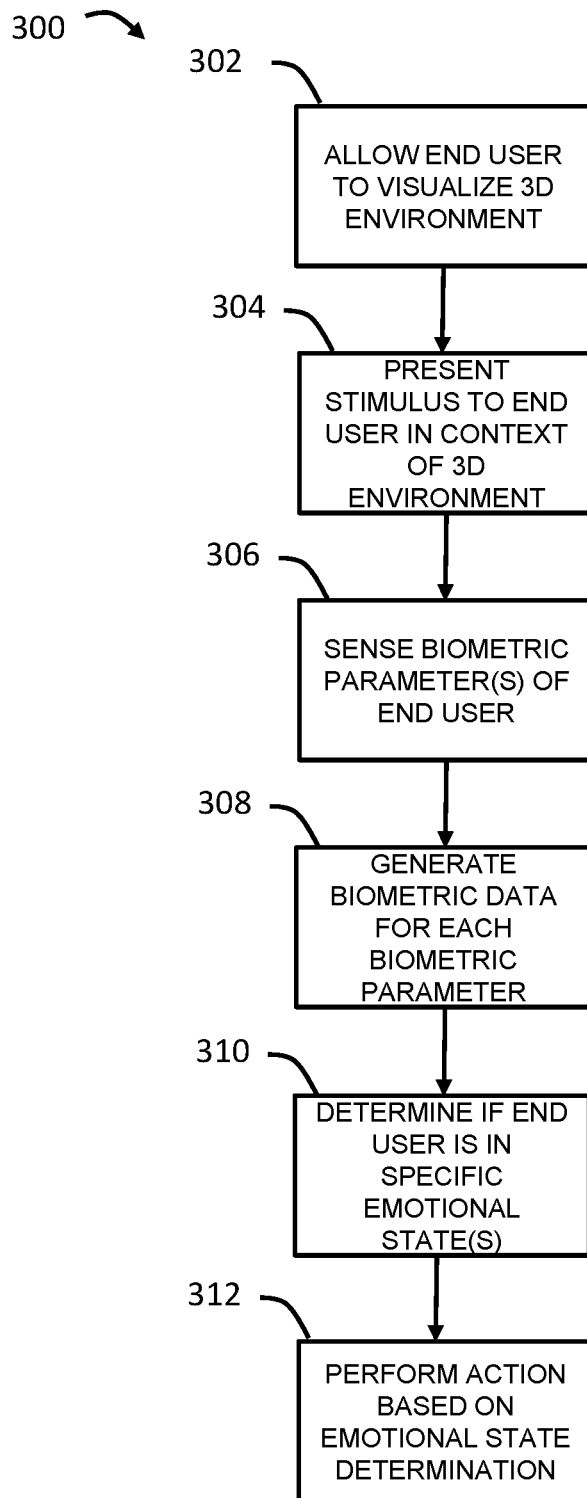 300
302
ALLOW END USER
TO VISUALIZE 3D
ENVIRONMENT
304
PRESENT
STIMULUS TO END
USER IN CONTEXT
OF 3D
ENVIRONMENT
306
SENSE BIOMETRIC
PARAMETER(S) OF
END USER
308
GENERATE
BIOMETRIC DATA
FOR EACH
BIOMETRIC
PARAMETER
310
DETERMINE IF END
USER IS IN
SPECIFIC
EMOTIONAL
STATE(S)
312
PERFORM ACTION
BASED ON
EMOTIONAL STATE
DETERMINATION